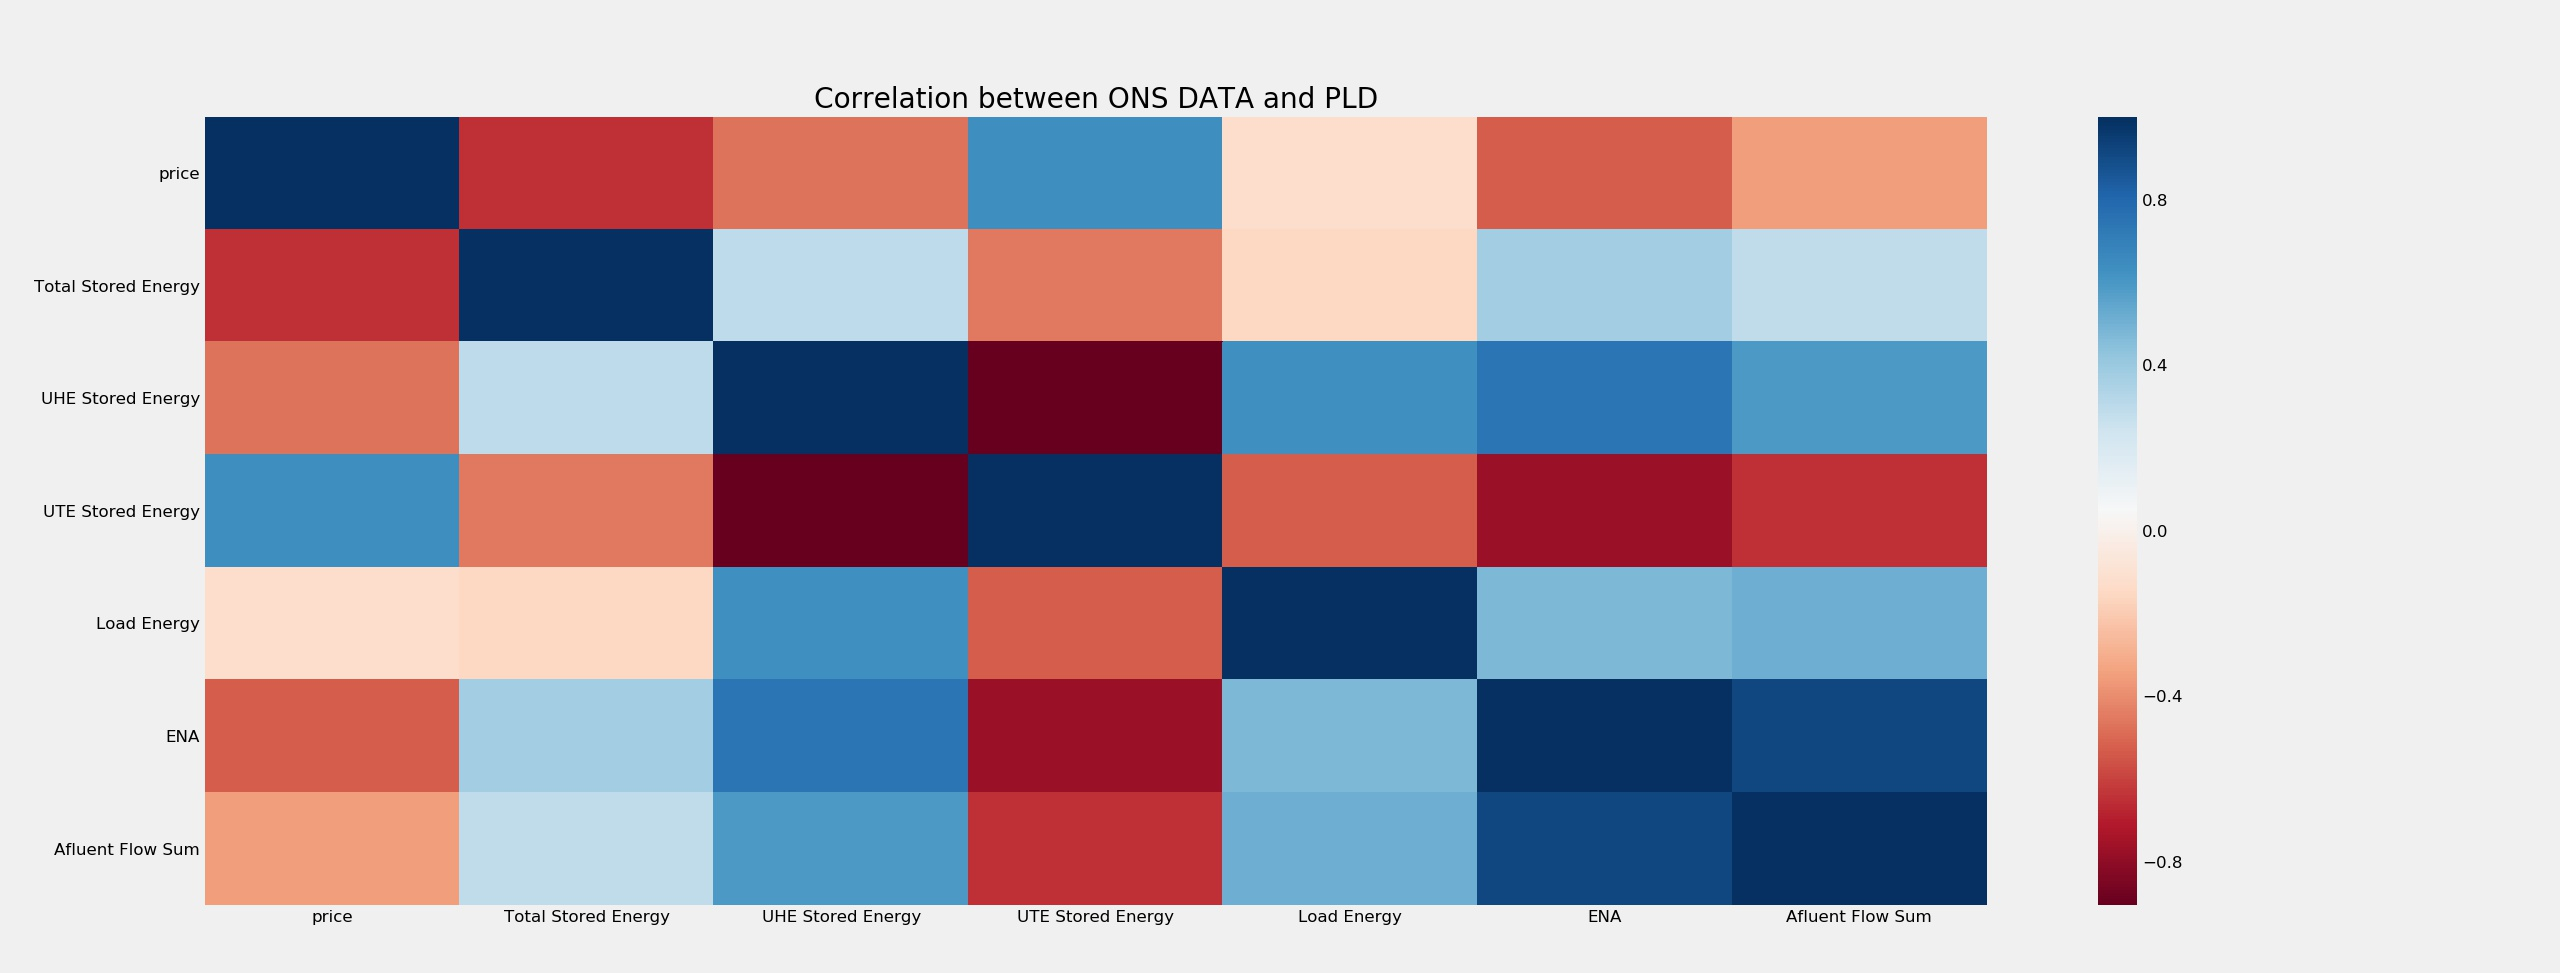 Correlation between ONS DATA and PLD
price
Total Stored Energy
UHE Stored Energy
UTE Stored Energy
Load Energy
ENA
Afluent Flow Sum
price
Total Stored Energy
UHE Stored Energy
UTE Stored Energy
Load Energy
ENA
Afluent Flow Sum
0.8
0.4
0.0
−0.4
−0.8